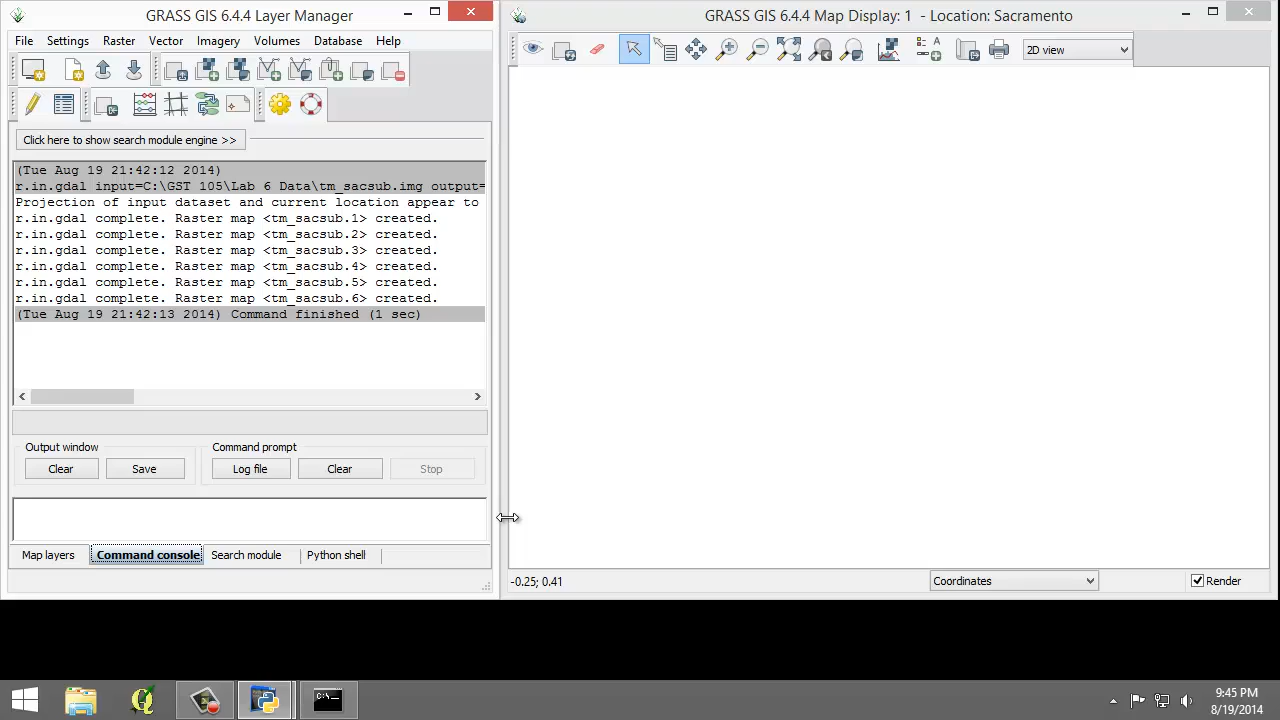 GRASS GIS 6.4.4 Layer Manager
File Settings Raster Vector Imagery Volumes Database Help
Click here to show search module engine >>
(Tue Aug 19 21:42:12 2014)
r.in.gdal input=C:\GST 105\Lab 6 Data\tm_sacsub.img output=
Projection of input dataset and current location appear to
r.in.gdal complete. Raster map <tm_sacsub.1> created.
r.in.gdal complete. Raster map <tm_sacsub.2> created.
r.in.gdal complete. Raster map <tm_sacsub.3> created.
r.in.gdal complete. Raster map <tm_sacsub.4> created.
r.in.gdal complete. Raster map <tm_sacsub.5> created.
r.in.gdal complete. Raster map <tm_sacsub.6> created.
(Tue Aug 19 21:42:13 2014) Command finished (1 sec)
Output window Command prompt
Clear Save Log file Clear Stop
Map layers Command console Search module Python shell
GRASS GIS 6.4.4 Map Display: 1 - Location: Sacramento
2D view
-0.25; 0.41 Coordinates Render
9:45 PM
8/19/2014